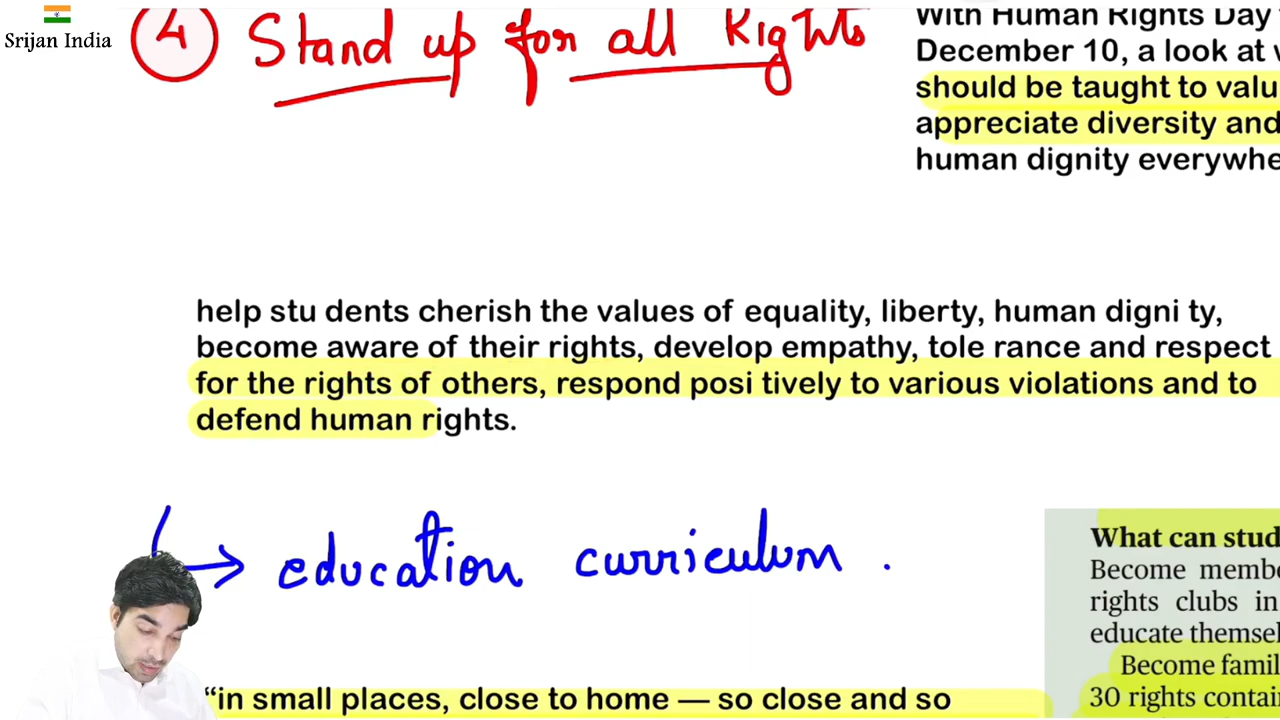 Srijan India
4 Stand up for all Rights
With Human Rights Day
December 10, a look at
should be taught to valu
appreciate diversity and
human dignity everywhe
help stu dents cherish the values of equality, liberty, human digni ty,
become aware of their rights, develop empathy, tole rance and respect
for the rights of others, respond posi tively to various violations and to
defend human rights.
→ education curriculum.
What can stud
Become membe
rights clubs in
educate themsel
Become famil
30 rights contai
“in small places, close to home — so close and so